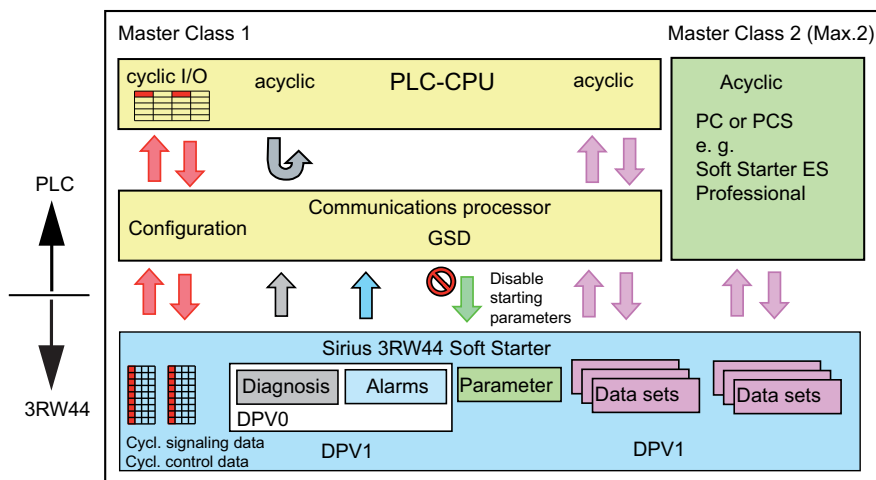 Master Class 1
Master Class 2 (Max.2)
cyclic I/O
acyclic
PLC-CPU
acyclic
Acyclic
PC or PCS
e. g.
Soft Starter ES
Professional
PLC
Configuration
Communications processor
GSD
Disable
starting
parameters
3RW44
Sirius 3RW44 Soft Starter
Diagnosis
Alarms
Parameter
Data sets
Data sets
DPV0
Cycl. signaling data
Cycl. control data
DPV1
DPV1